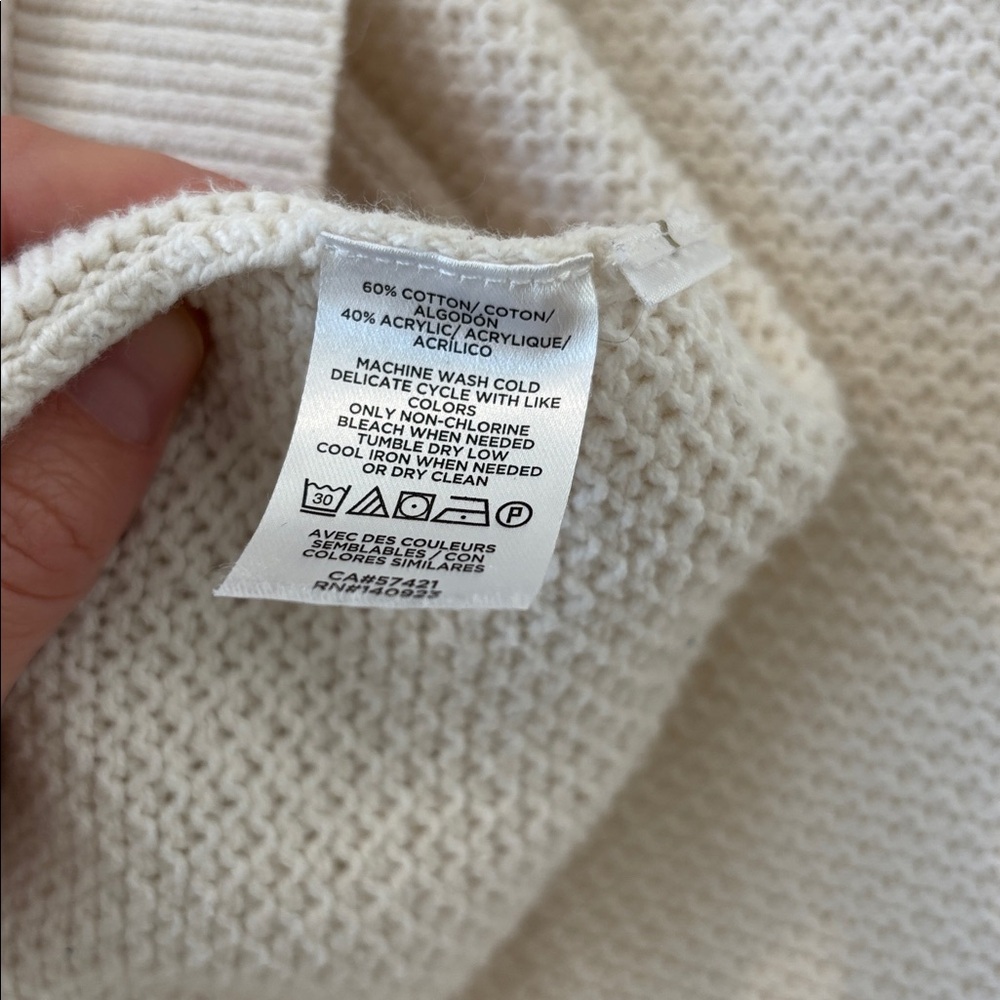 60% COTTON/ COTON/
ALGODÓN
40% ACRYLIC/ ACRYLIQUE/
ACRÍLICO
MACHINE WASH COLD
DELICATE CYCLE WITH LIKE
COLORS
ONLY NON-CHLORINE
BLEACH WHEN NEEDED
TUMBLE DRY LOW
COOL IRON WHEN NEEDED
OR DRY CLEAN
30 P
AVEC DES COULEURS
SEMBLABLES/CON
COLORES SIMILARES
CA#57421
RN#140923